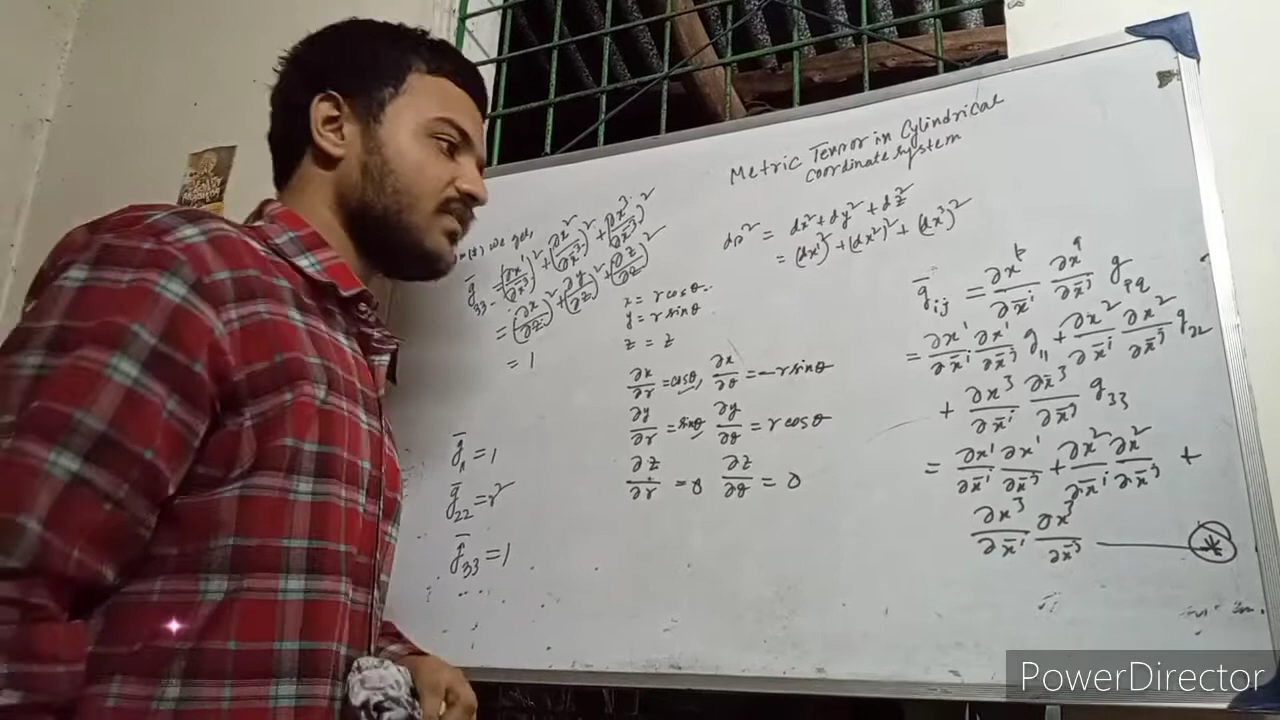 Metric Tensor in Cylindrical
coordinate system
ds² = dx² + dy² + dz²
= (dx¹)² + (dx²)² + (dx³)²
we get,
ḡ₃₃ = (∂x¹/∂x̄³)² + (∂x²/∂x̄³)² + (∂x³/∂x̄³)²
= (∂x/∂z)² + (∂y/∂z)² + (∂z/∂z)²
= 1
ḡ₁₁ = 1
ḡ₂₂ = r²
ḡ₃₃ = 1
x = r cosθ
y = r sinθ
z = z
∂x/∂r = cosθ, ∂x/∂θ = -r sinθ
∂y/∂r = sinθ, ∂y/∂θ = r cosθ
∂z/∂r = 0 ∂z/∂θ = 0
ḡij = ∂xᵖ/∂x̄ⁱ ∂x^q/∂x̄ʲ gpq
= ∂x¹/∂x̄ⁱ ∂x¹/∂x̄ʲ g₁₁ + ∂x²/∂x̄ⁱ ∂x²/∂x̄ʲ g₂₂
+ ∂x³/∂x̄ⁱ ∂x̄³/∂x̄ʲ g₃₃
= ∂x¹/∂x̄ⁱ ∂x¹/∂x̄ʲ + ∂x²/∂x̄ⁱ ∂x²/∂x̄ʲ +
∂x³/∂x̄ⁱ ∂x³/∂x̄ʲ — *
PowerDirector